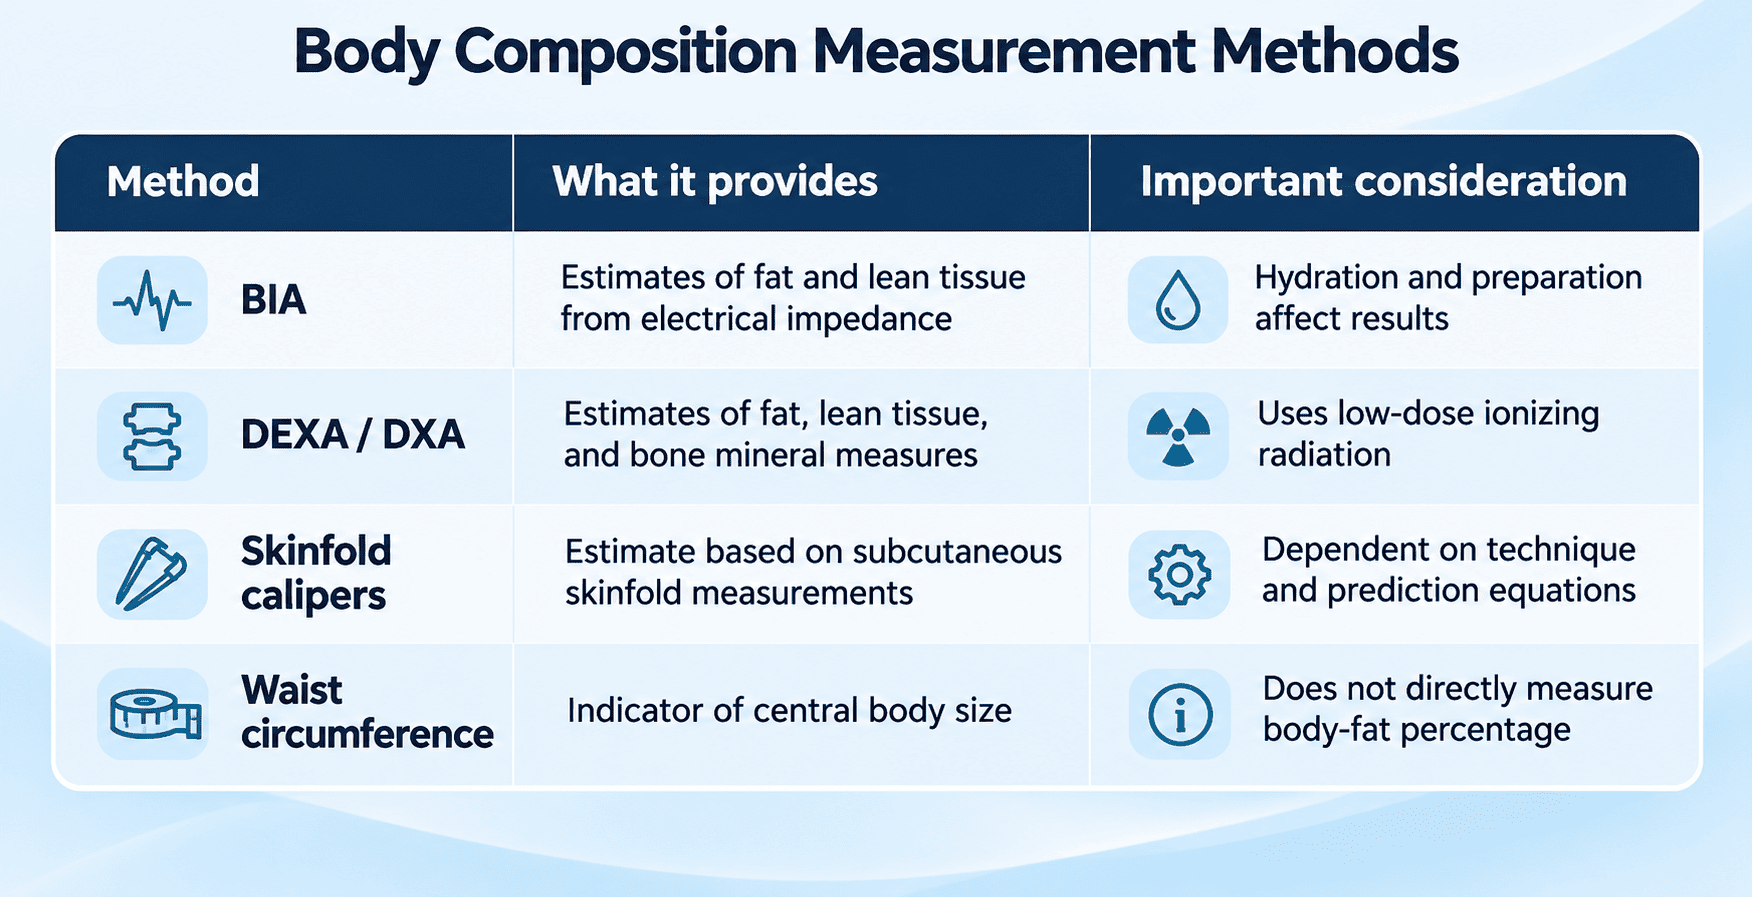 Body Composition Measurement Methods
Method
What it provides
Important consideration
BIA
Estimates of fat and lean tissue
from electrical impedance
Hydration and preparation
affect results
DEXA / DXA
Estimates of fat, lean tissue,
and bone mineral measures
Uses low-dose ionizing
radiation
Skinfold
calipers
Estimate based on subcutaneous
skinfold measurements
Dependent on technique
and prediction equations
Waist
circumference
Indicator of central body size
Does not directly measure
body-fat percentage